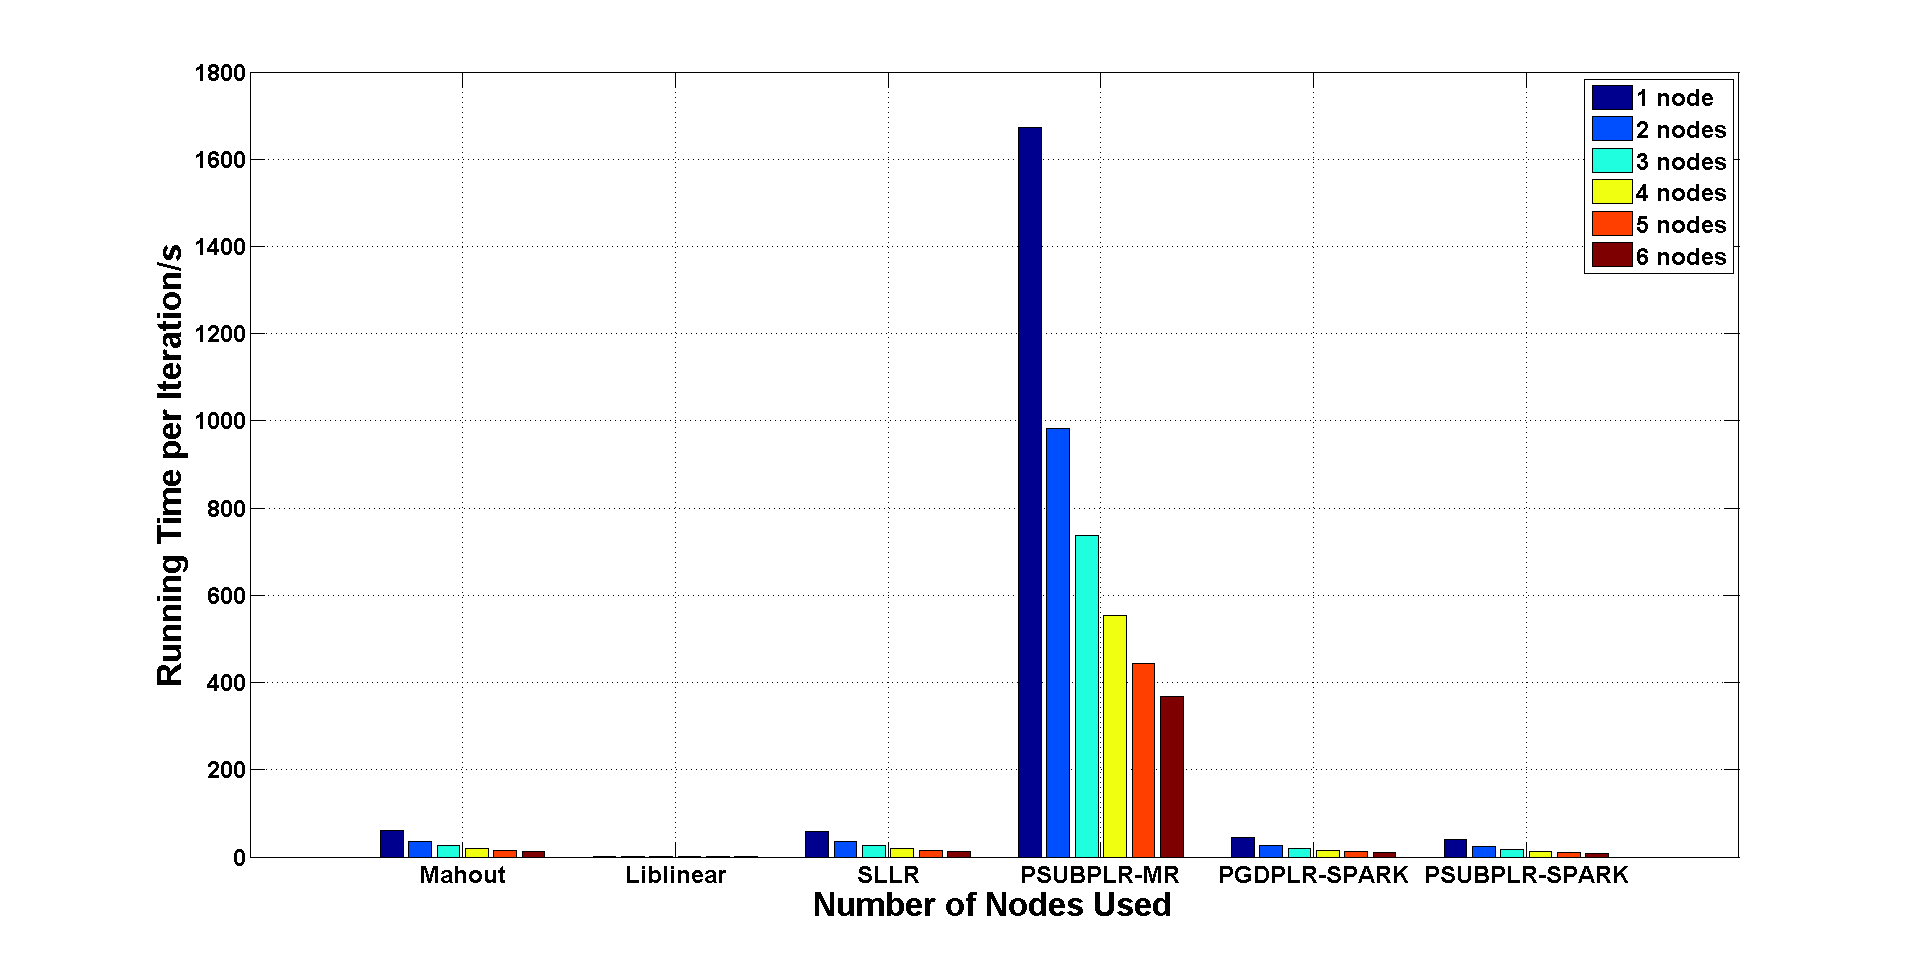 1800
1600
1400
1200
1000
800
600
400
200
0
Running Time per Iteration/s
1 node
2 nodes
3 nodes
4 nodes
5 nodes
6 nodes
Mahout Liblinear SLLR PSUBPLR-MR PGDPLR-SPARK PSUBPLR-SPARK
Number of Nodes Used